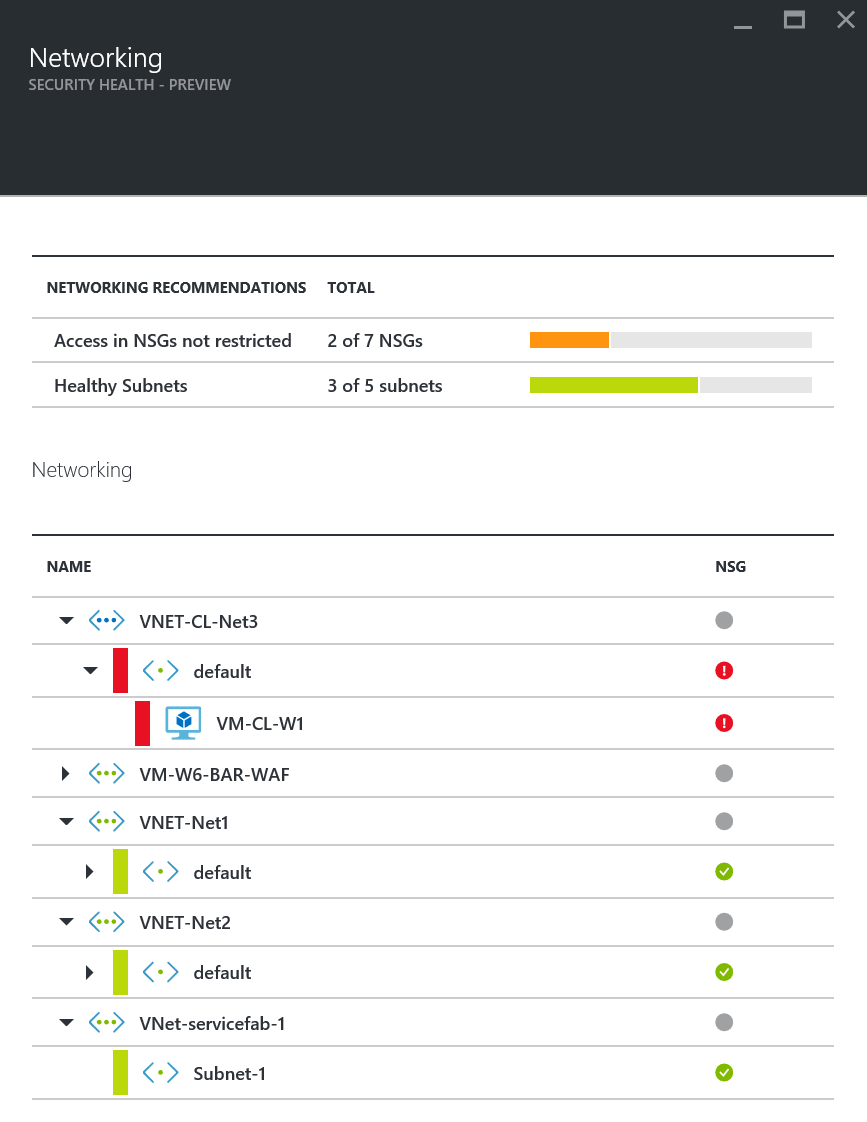 Networking
SECURITY HEALTH - PREVIEW
NETWORKING RECOMMENDATIONS TOTAL
Access in NSGs not restricted 2 of 7 NSGs
Healthy Subnets 3 of 5 subnets
Networking
NAME NSG
VNET-CL-Net3
default
VM-CL-W1
VM-W6-BAR-WAF
VNET-Net1
default
VNET-Net2
default
VNet-servicefab-1
Subnet-1